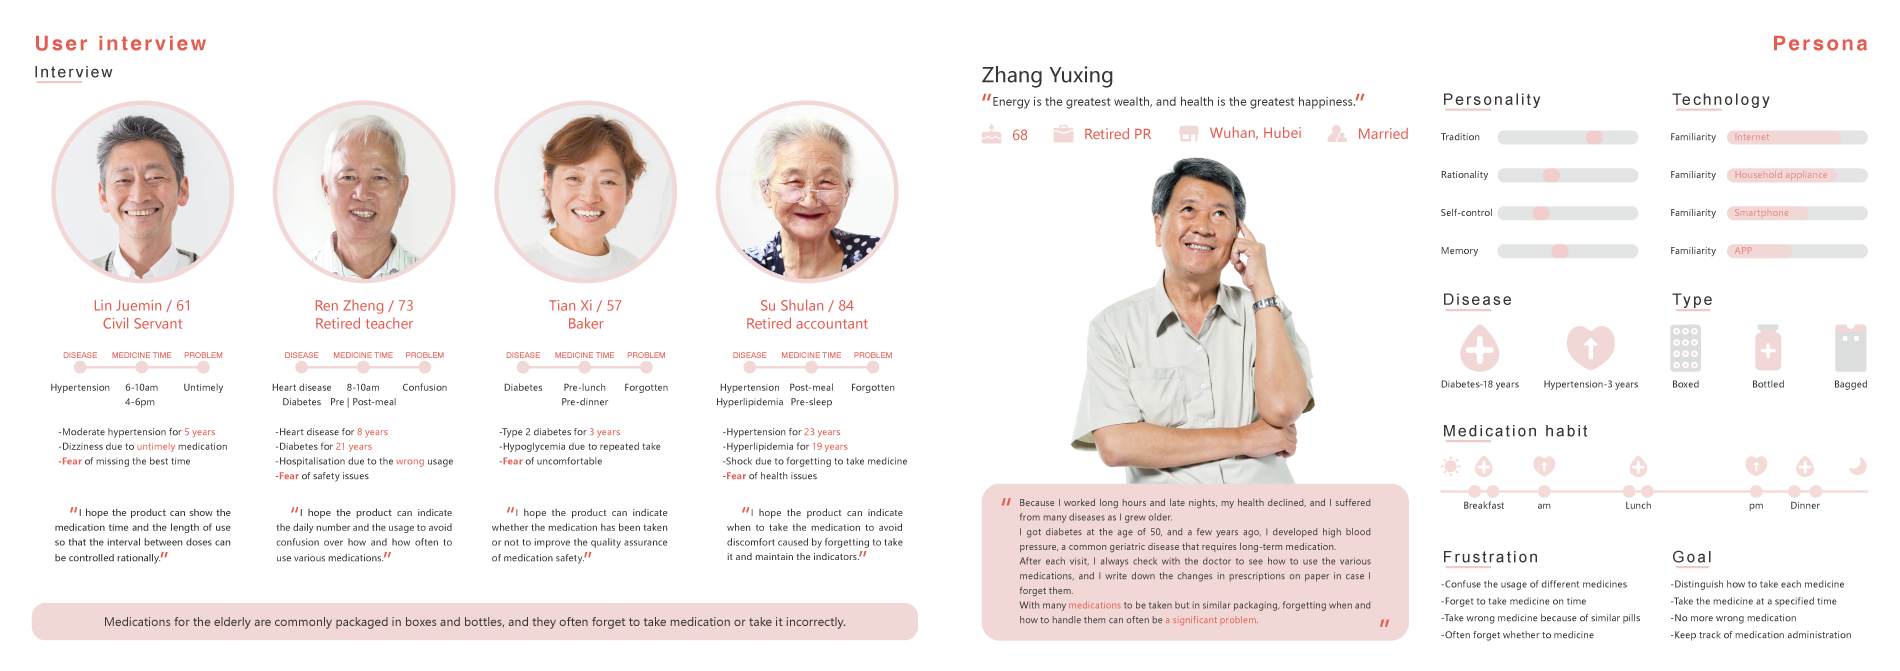 User interview
Interview
Lin Juemin / 61
Civil Servant
DISEASE MEDICINE TIME PROBLEM
Hypertension 6-10am Untimely
4-6pm
-Moderate hypertension for 5 years
-Dizziness due to untimely medication
-Fear of missing the best time
"I hope the product can show the
medication time and the length of use
so that the interval between doses can
be controlled rationally."
Ren Zheng / 73
Retired teacher
DISEASE MEDICINE TIME PROBLEM
Heart disease 8-10am Confusion
Diabetes Pre | Post-meal
-Heart disease for 8 years
-Diabetes for 21 years
-Hospitalisation due to the wrong usage
-Fear of safety issues
"I hope the product can indicate
the daily number and the usage to avoid
confusion over how and how often to
use various medications."
Tian Xi / 57
Baker
DISEASE MEDICINE TIME PROBLEM
Diabetes Pre-lunch Forgotten
Pre-dinner
-Type 2 diabetes for 3 years
-Hypoglycemia due to repeated take
-Fear of uncomfortable
"I hope the product can indicate
whether the medication has been taken
or not to improve the quality assurance
of medication safety."
Su Shulan / 84
Retired accountant
DISEASE MEDICINE TIME PROBLEM
Hypertension Post-meal Forgotten
Hyperlipidemia Pre-sleep
-Hypertension for 23 years
-Hyperlipidemia for 19 years
-Shock due to forgetting to take medicine
-Fear of health issues
"I hope the product can indicate
when to take the medication to avoid
discomfort caused by forgetting to take
it and maintain the indicators."
Medications for the elderly are commonly packaged in boxes and bottles, and they often forget to take medication or take it incorrectly.
Persona
Zhang Yuxing
"Energy is the greatest wealth, and health is the greatest happiness."
68 Retired PR Wuhan, Hubei Married
" Because I worked long hours and late nights, my health declined, and I suffered
from many diseases as I grew older.
I got diabetes at the age of 50, and a few years ago, I developed high blood
pressure, a common geriatric disease that requires long-term medication.
After each visit, I always check with the doctor to see how to use the various
medications, and I write down the changes in prescriptions on paper in case I
forget them.
With many medications to be taken but in similar packaging, forgetting when and
how to handle them can often be a significant problem. "
Personality
Tradition
Rationality
Self-control
Memory
Technology
Familiarity Internet
Familiarity Household appliance
Familiarity Smartphone
Familiarity APP
Disease
Diabetes-18 years Hypertension-3 years
Type
Boxed Bottled Bagged
Medication habit
Breakfast am Lunch pm Dinner
Frustration
-Confuse the usage of different medicines
-Forget to take medicine on time
-Take wrong medicine because of similar pills
-Often forget whether to medicine
Goal
-Distinguish how to take each medicine
-Take the medicine at a specified time
-No more wrong medication
-Keep track of medication administration